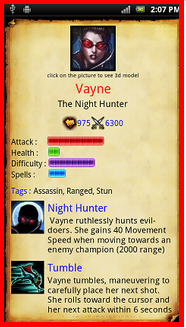 2:07 PM
click on the picture to see 3d model
Vayne
The Night Hunter
975 6300
Attack :
Health :
Difficulty :
Spells :
Tags : Assassin, Ranged, Stun
Night Hunter
Vayne ruthlessly hunts evil-
doers. She gains 40 Movement
Speed when moving towards an
enemy champion (2000 range)
Tumble
Vayne tumbles, maneuvering to
carefully place her next shot.
She rolls toward the cursor and
her next attack within 6 seconds